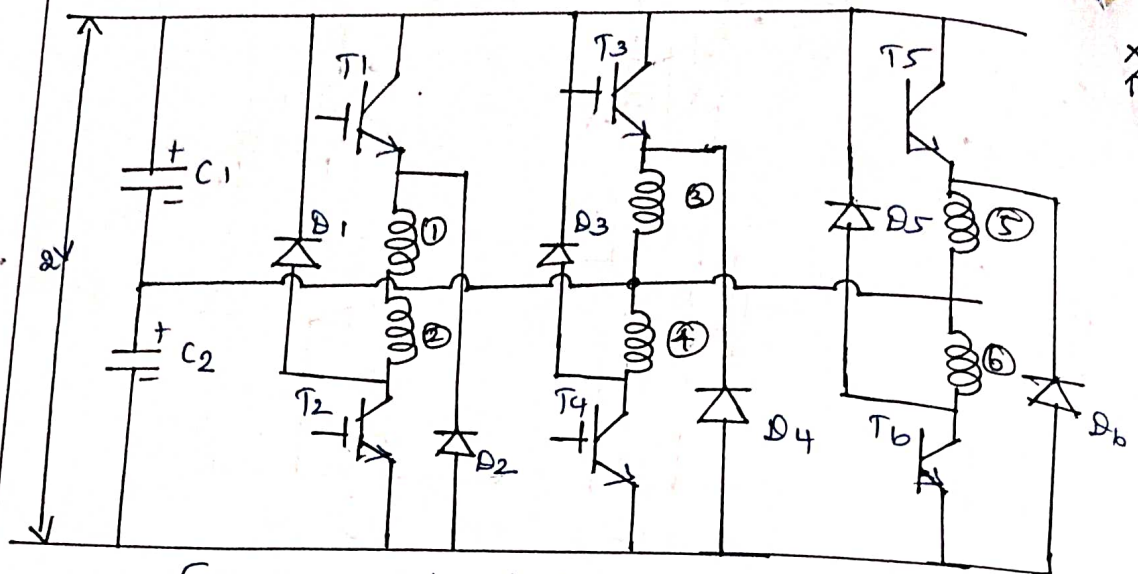 T1
T3
T5
+
C1
2V
D1
①
③
D3
D5
⑤
+
C2
②
④
⑥
T2
T4
T6
D2
D4
D6